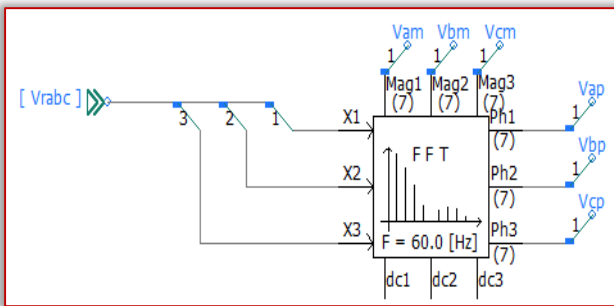 Vam Vbm Vcm
1 1 1
Mag1 Mag2 Mag3
(7) (7) (7)
[ Vrabc ]
3 2 1
X1
X2
X3
FFT
F = 60.0 [Hz]
Ph1
(7)
Ph2
(7)
Ph3
(7)
Vap
1
Vbp
1
Vcp
1
dc1 dc2 dc3